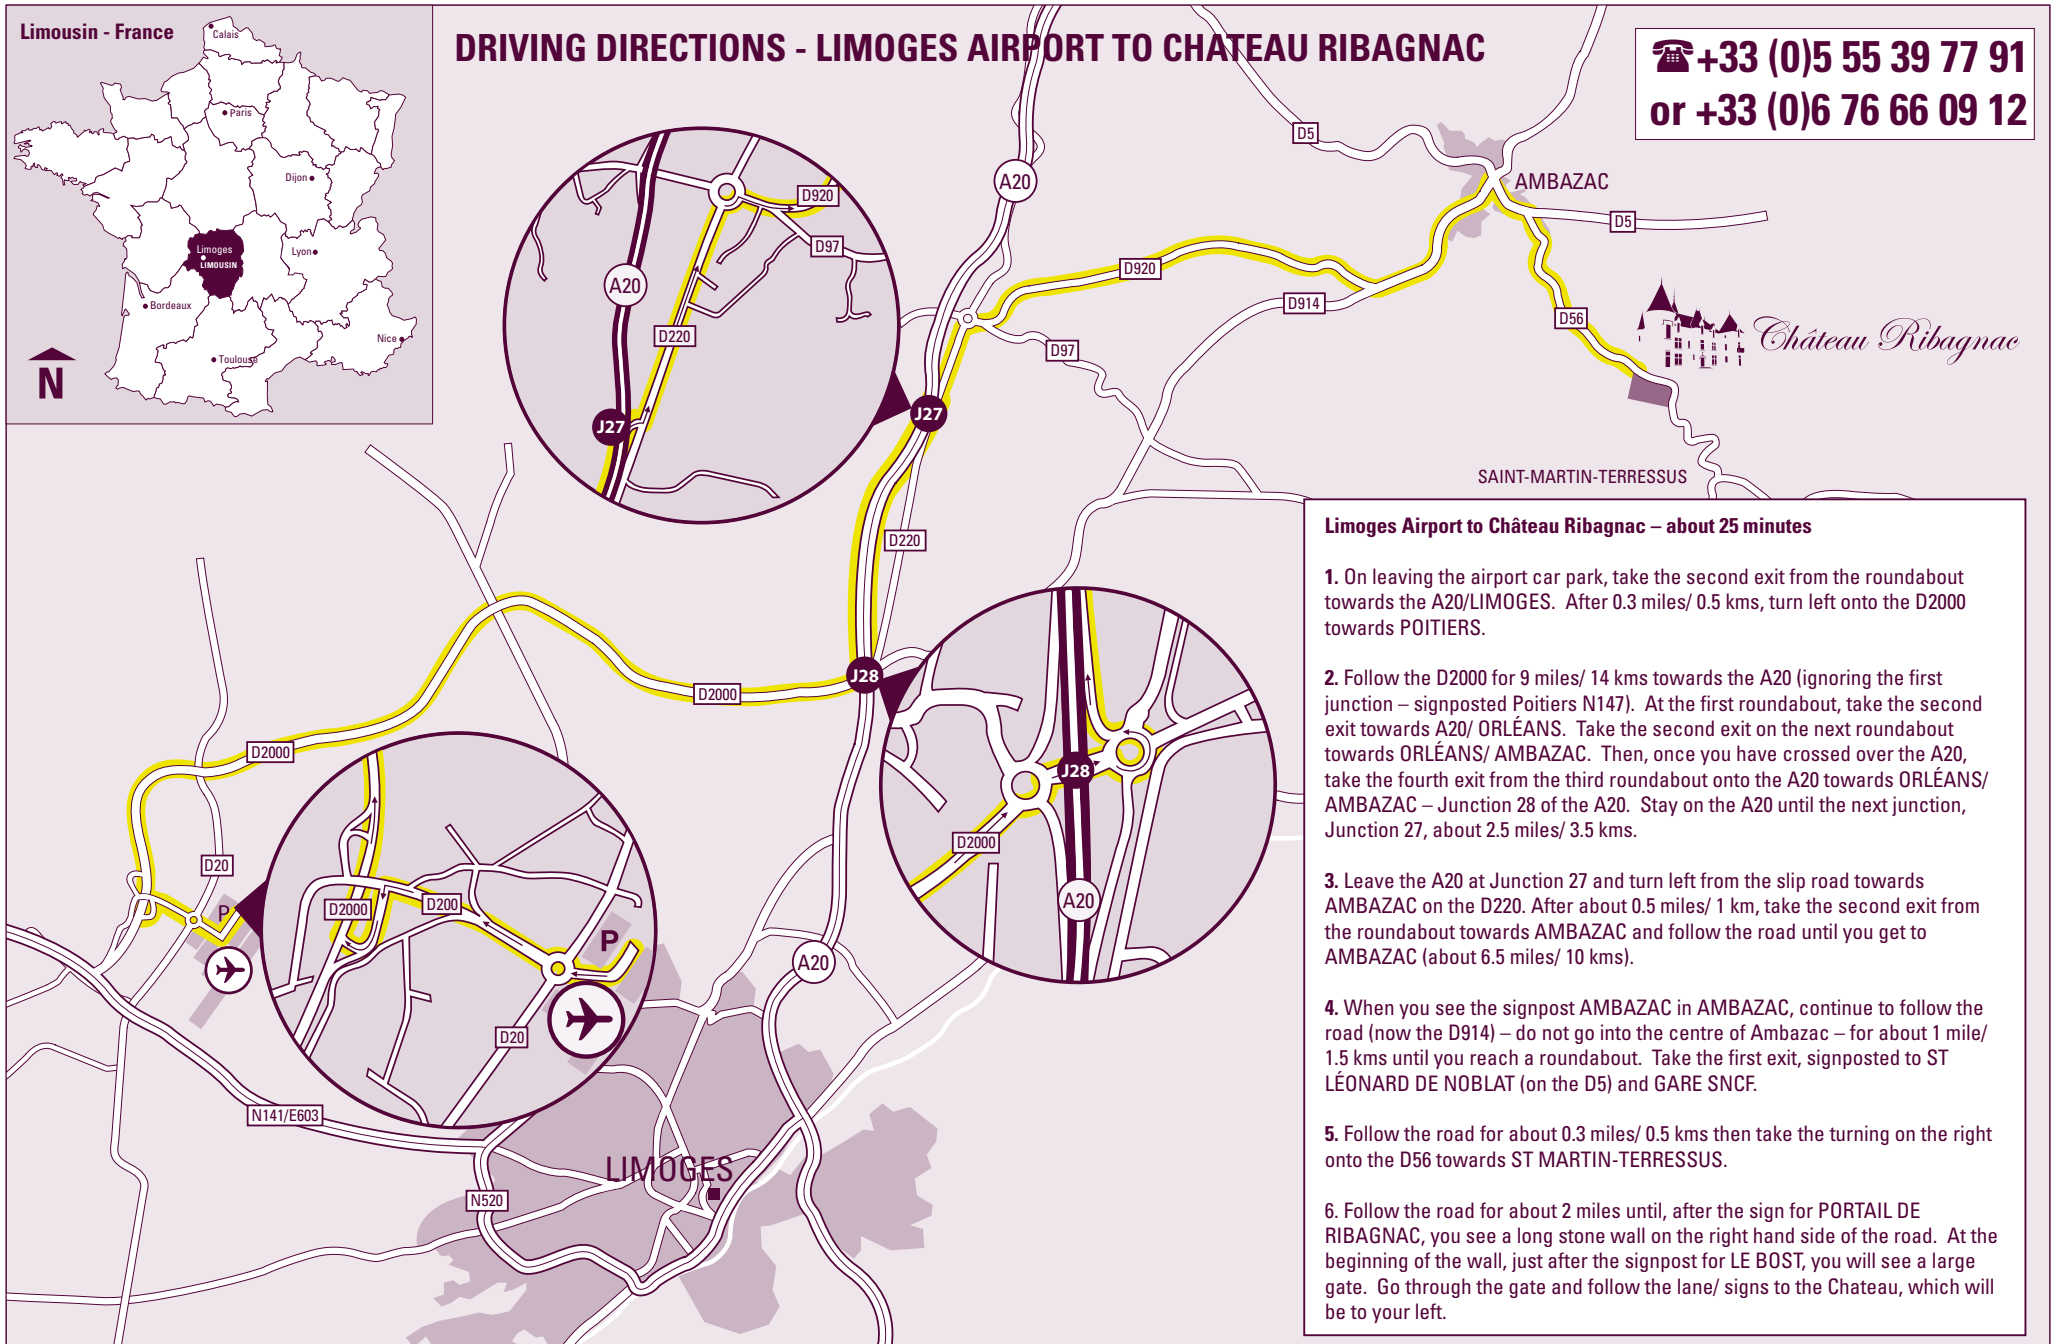 Limousin - France
Calais
Paris
Dijon
Limoges
LIMOUSIN
Lyon
Bordeaux
Nice
Toulouse
N
DRIVING DIRECTIONS - LIMOGES AIRPORT TO CHATEAU RIBAGNAC
☎+33 (0)5 55 39 77 91
or +33 (0)6 76 66 09 12
D920
D97
A20
D220
J27
A20
D5
AMBAZAC
D5
D920
D914
D56
Château Ribagnac
D97
J27
SAINT-MARTIN-TERRESSUS
D220
J28
D2000
D2000
D20
P
D2000
D200
P
D20
J28
D2000
A20
A20
N141/E603
LIMOGES
N520
Limoges Airport to Château Ribagnac – about 25 minutes
1. On leaving the airport car park, take the second exit from the roundabout
towards the A20/LIMOGES. After 0.3 miles/ 0.5 kms, turn left onto the D2000
towards POITIERS.
2. Follow the D2000 for 9 miles/ 14 kms towards the A20 (ignoring the first
junction – signposted Poitiers N147). At the first roundabout, take the second
exit towards A20/ ORLÉANS. Take the second exit on the next roundabout
towards ORLÉANS/ AMBAZAC. Then, once you have crossed over the A20,
take the fourth exit from the third roundabout onto the A20 towards ORLÉANS/
AMBAZAC – Junction 28 of the A20. Stay on the A20 until the next junction,
Junction 27, about 2.5 miles/ 3.5 kms.
3. Leave the A20 at Junction 27 and turn left from the slip road towards
AMBAZAC on the D220. After about 0.5 miles/ 1 km, take the second exit from
the roundabout towards AMBAZAC and follow the road until you get to
AMBAZAC (about 6.5 miles/ 10 kms).
4. When you see the signpost AMBAZAC in AMBAZAC, continue to follow the
road (now the D914) – do not go into the centre of Ambazac – for about 1 mile/
1.5 kms until you reach a roundabout. Take the first exit, signposted to ST
LÉONARD DE NOBLAT (on the D5) and GARE SNCF.
5. Follow the road for about 0.3 miles/ 0.5 kms then take the turning on the right
onto the D56 towards ST MARTIN-TERRESSUS.
6. Follow the road for about 2 miles until, after the sign for PORTAIL DE
RIBAGNAC, you see a long stone wall on the right hand side of the road. At the
beginning of the wall, just after the signpost for LE BOST, you will see a large
gate. Go through the gate and follow the lane/ signs to the Chateau, which will
be to your left.